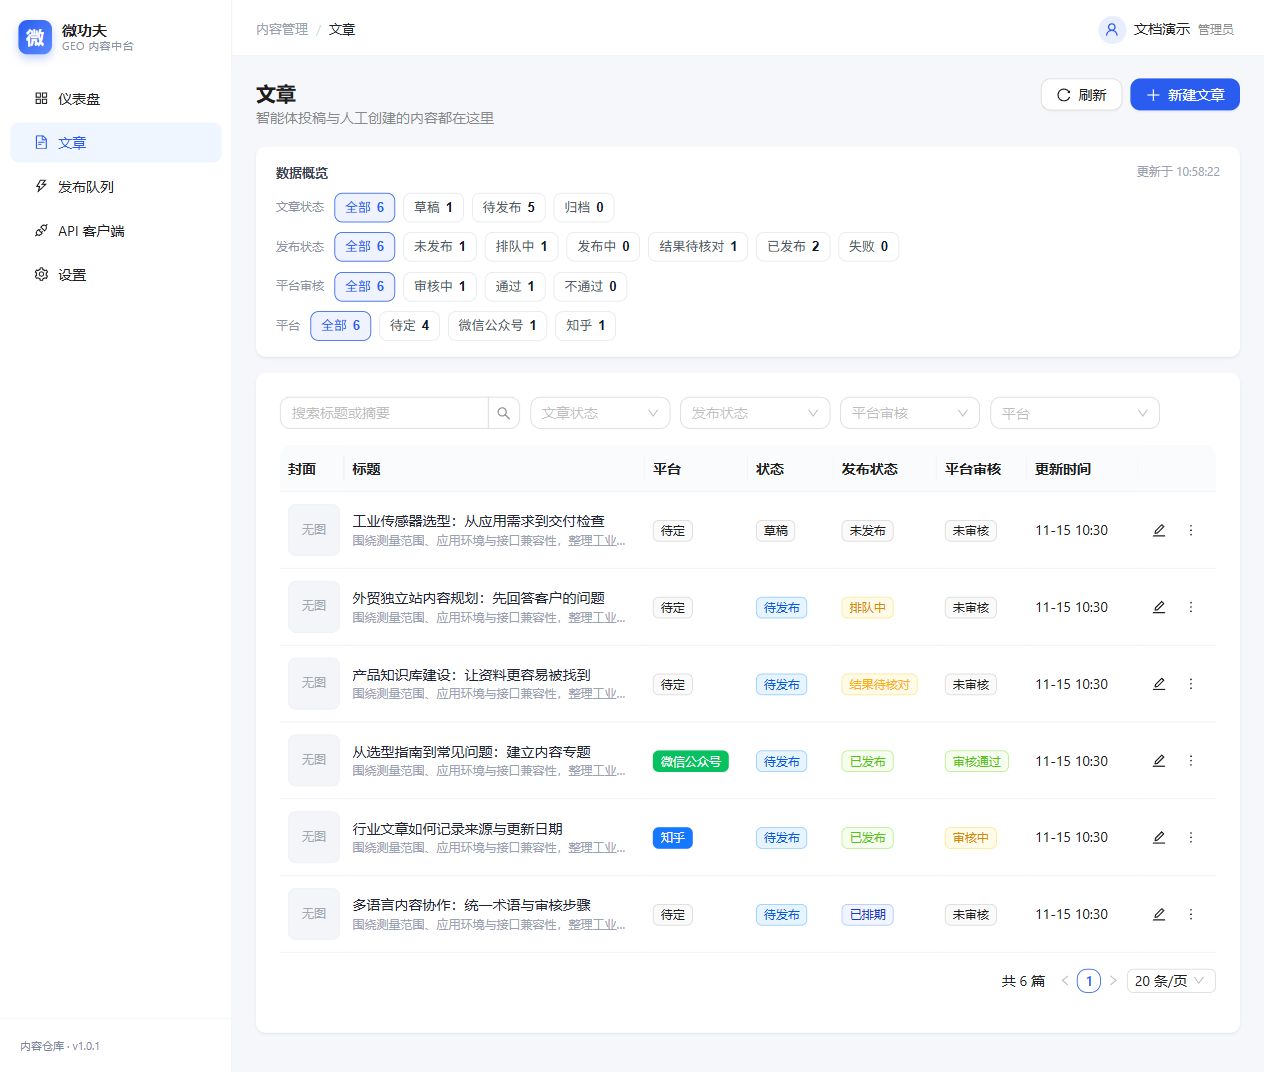 微
微功夫
GEO 内容中台
仪表盘
文章
发布队列
API 客户端
设置
内容仓库 · v1.0.1
内容管理 / 文章
文档演示 管理员
文章
智能体投稿与人工创建的内容都在这里
刷新
新建文章
数据概览
更新于 10:58:22
文章状态 全部 6 草稿 1 待发布 5 归档 0
发布状态 全部 6 未发布 1 排队中 1 发布中 0 结果待核对 1 已发布 2 失败 0
平台审核 全部 6 审核中 1 通过 1 不通过 0
平台 全部 6 待定 4 微信公众号 1 知乎 1
搜索标题或摘要 文章状态 发布状态 平台审核 平台
封面 标题 平台 状态 发布状态 平台审核 更新时间
无图 工业传感器选型：从应用需求到交付检查 待定 草稿 未发布 未审核 11-15 10:30
围绕测量范围、应用环境与接口兼容性，整理工业...
无图 外贸独立站内容规划：先回答客户的问题 待定 待发布 排队中 未审核 11-15 10:30
围绕测量范围、应用环境与接口兼容性，整理工业...
无图 产品知识库建设：让资料更容易被找到 待定 待发布 结果待核对 未审核 11-15 10:30
围绕测量范围、应用环境与接口兼容性，整理工业...
无图 从选型指南到常见问题：建立内容专题 微信公众号 待发布 已发布 审核通过 11-15 10:30
围绕测量范围、应用环境与接口兼容性，整理工业...
无图 行业文章如何记录来源与更新日期 知乎 待发布 已发布 审核中 11-15 10:30
围绕测量范围、应用环境与接口兼容性，整理工业...
无图 多语言内容协作：统一术语与审核步骤 待定 待发布 已排期 未审核 11-15 10:30
围绕测量范围、应用环境与接口兼容性，整理工业...
共 6 篇 1 20 条/页